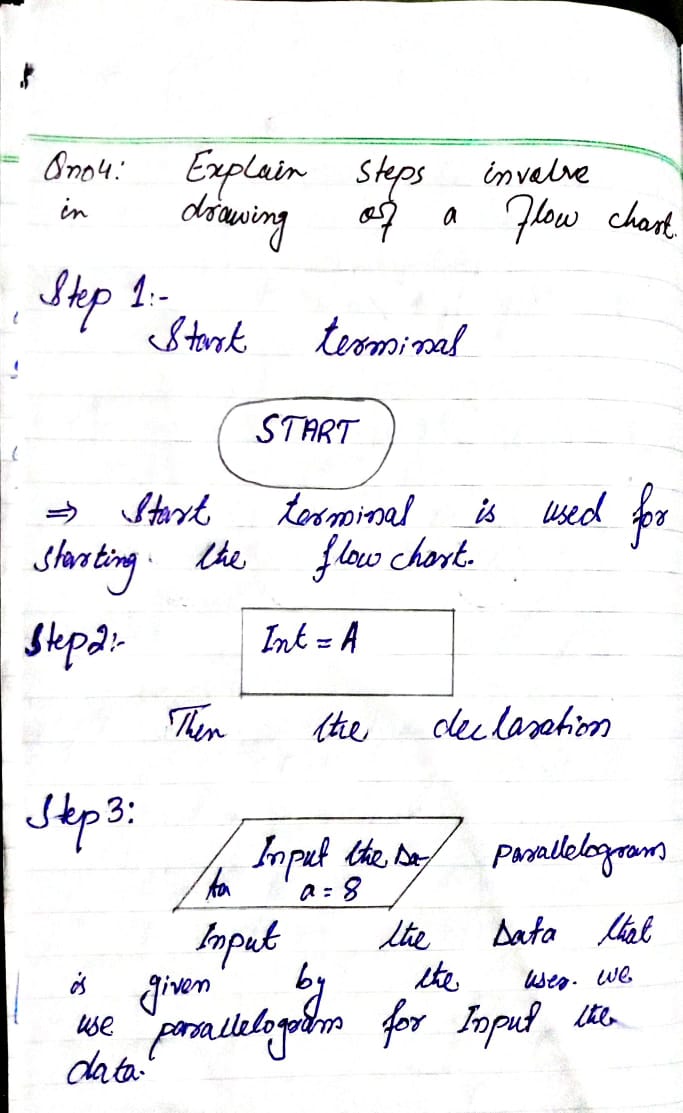 Qno4: Explain Steps involve
in drawing of a Flow chart.
Step 1:-
Start terminal
START
⇒ Start terminal is used for
starting. the flow chart.
Step2:-
Int = A
Then the declaration
Step 3:
Input the Da-
ta a = 8
parallelogram
Input the Data that
is given by the user. we
use parallelogram for Input the
data.